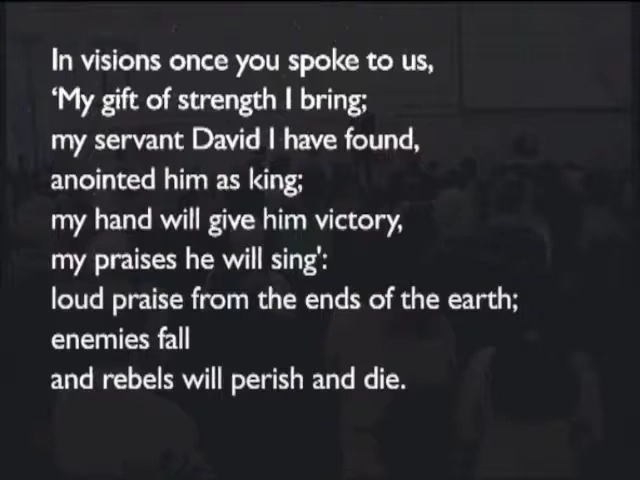 In visions once you spoke to us,
‘My gift of strength I bring;
my servant David I have found,
anointed him as king;
my hand will give him victory,
my praises he will sing':
loud praise from the ends of the earth;
enemies fall
and rebels will perish and die.